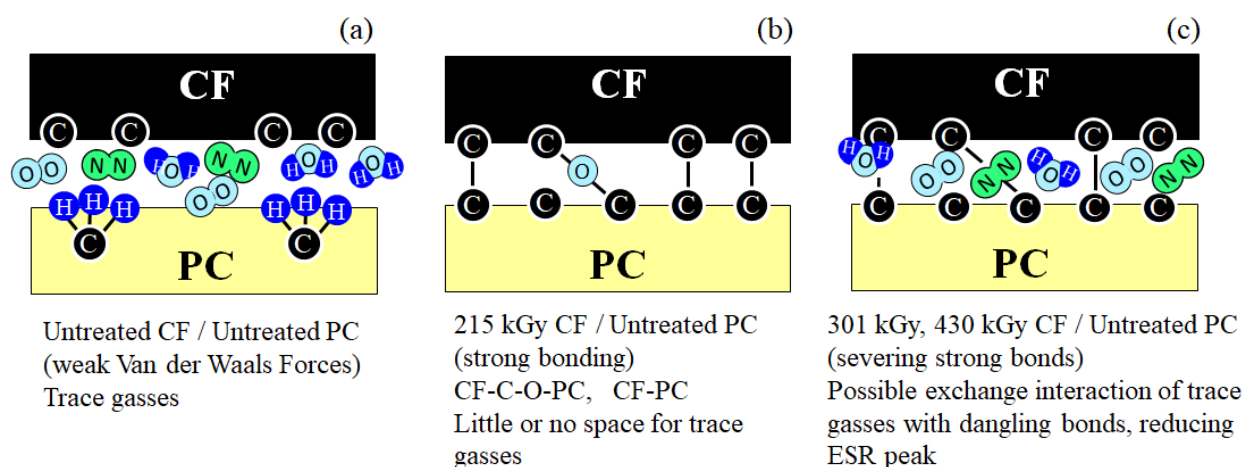 (a)
CF
C C C C
O O N N H O H N N H O H H O H
O O
H H H H H H
C C
PC
Untreated CF / Untreated PC
(weak Van der Waals Forces)
Trace gasses
(b)
CF
C C C C
O
C C C C C
PC
215 kGy CF / Untreated PC
(strong bonding)
CF-C-O-PC, CF-PC
Little or no space for trace
gasses
(c)
CF
C C C C
H O H O O N N H O H O O N N
C C C C C
PC
301 kGy, 430 kGy CF / Untreated PC
(severing strong bonds)
Possible exchange interaction of trace
gasses with dangling bonds, reducing
ESR peak